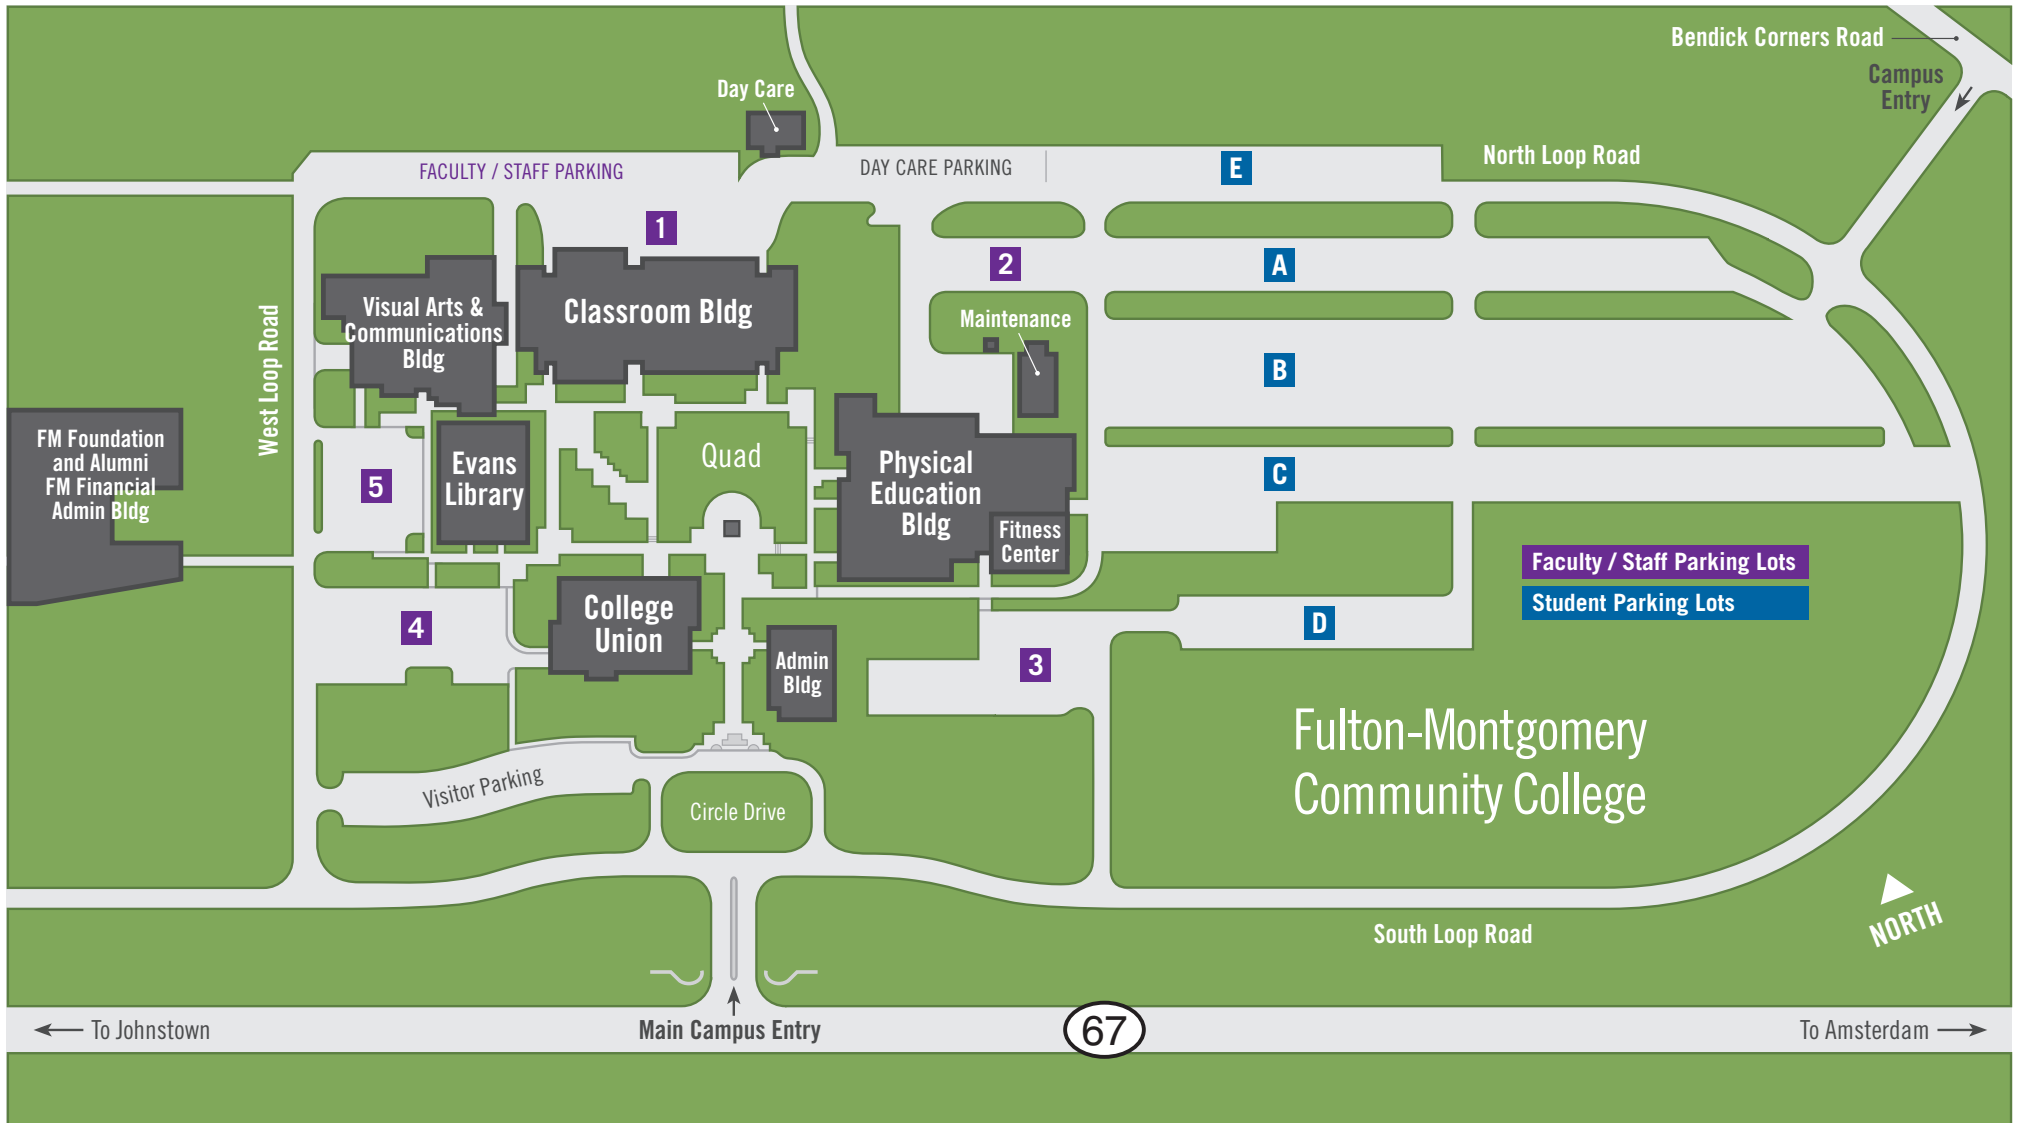 Bendick Corners Road
Campus
Entry
Day Care
FACULTY / STAFF PARKING
DAY CARE PARKING
E
North Loop Road
1
2
A
Visual Arts &
Communications
Bldg
Classroom Bldg
Maintenance
West Loop Road
B
FM Foundation
and Alumni
FM Financial
Admin Bldg
5
Evans
Library
Quad
Physical
Education
Bldg
C
Fitness
Center
Faculty / Staff Parking Lots
Student Parking Lots
4
College
Union
Admin
Bldg
3
D
Fulton-Montgomery
Community College
Visitor Parking
Circle Drive
NORTH
South Loop Road
To Johnstown
Main Campus Entry
67
To Amsterdam